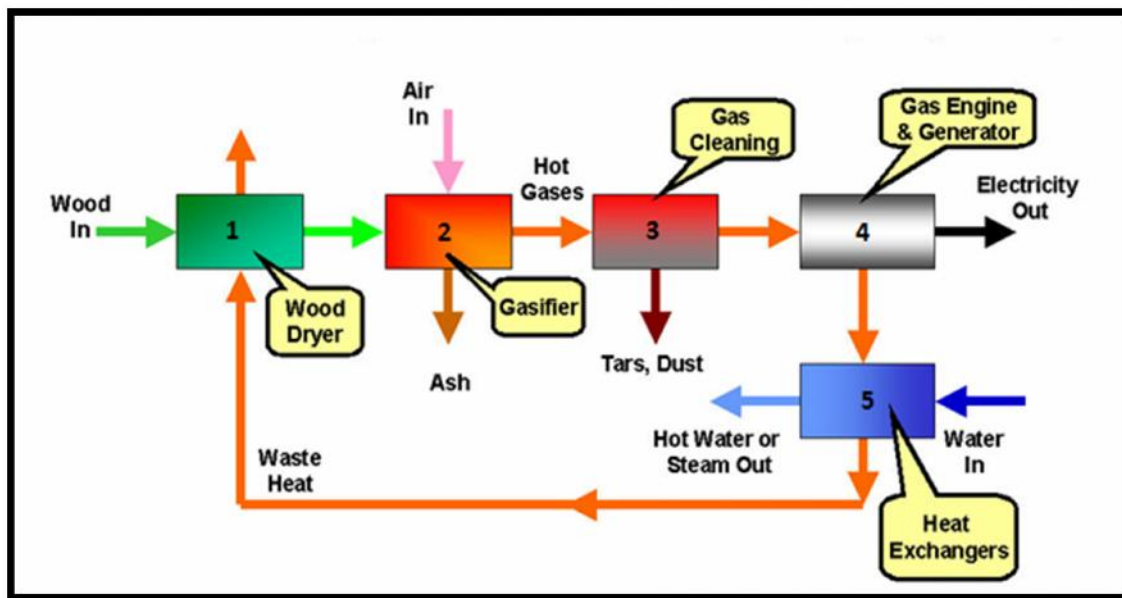 Air
In
Gas
Cleaning
Gas Engine
& Generator
Wood
In
1
2
Hot
Gases
3
4
Electricity
Out
Wood
Dryer
Gasifier
Ash
Tars, Dust
5
Hot Water or
Steam Out
Water
In
Waste
Heat
Heat
Exchangers